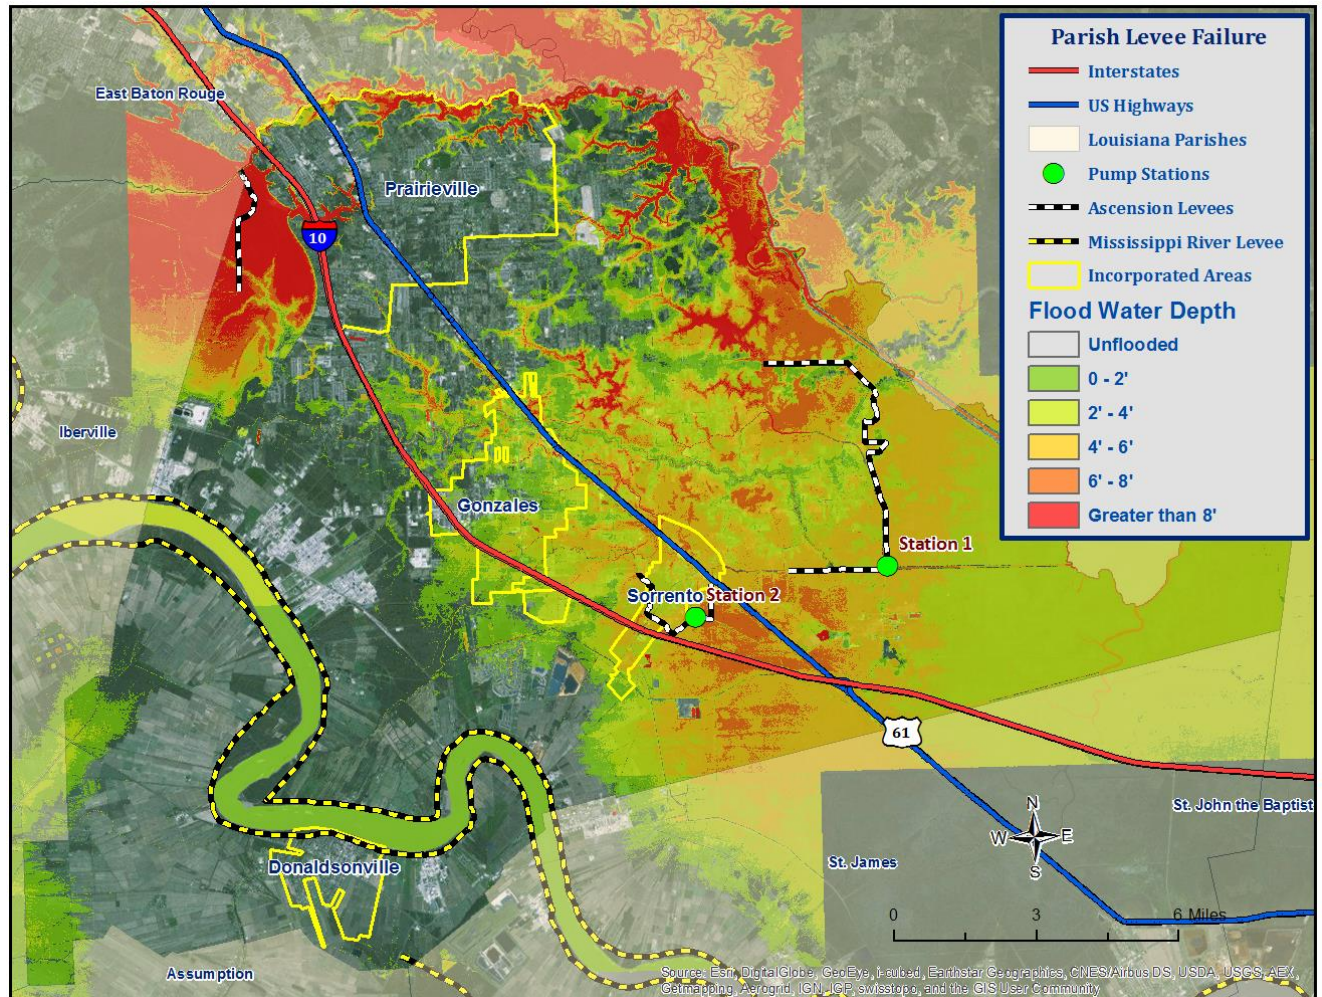 Parish Levee Failure
Interstates
US Highways
Louisiana Parishes
Pump Stations
Ascension Levees
Mississippi River Levee
Incorporated Areas
Flood Water Depth
Unflooded
0 - 2'
2' - 4'
4' - 6'
6' - 8'
Greater than 8'
East Baton Rouge
Prairieville
10
Iberville
Gonzales
Station 1
Sorrento Station 2
61
St. John the Baptist
N
W E
S
St. James
Donaldsonville
0 3 6 Miles
Assumption
Source: Esri, DigitalGlobe, GeoEye, i-cubed, Earthstar Geographics, CNES/Airbus DS, USDA, USGS, AEX,
Getmapping, Aerogrid, IGN, IGP, swisstopo, and the GIS User Community